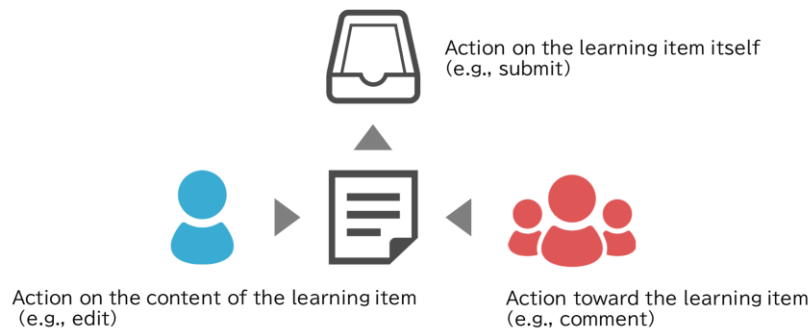 Action on the learning item itself
(e.g., submit)
Action on the content of the learning item
(e.g., edit)
Action toward the learning item
(e.g., comment)